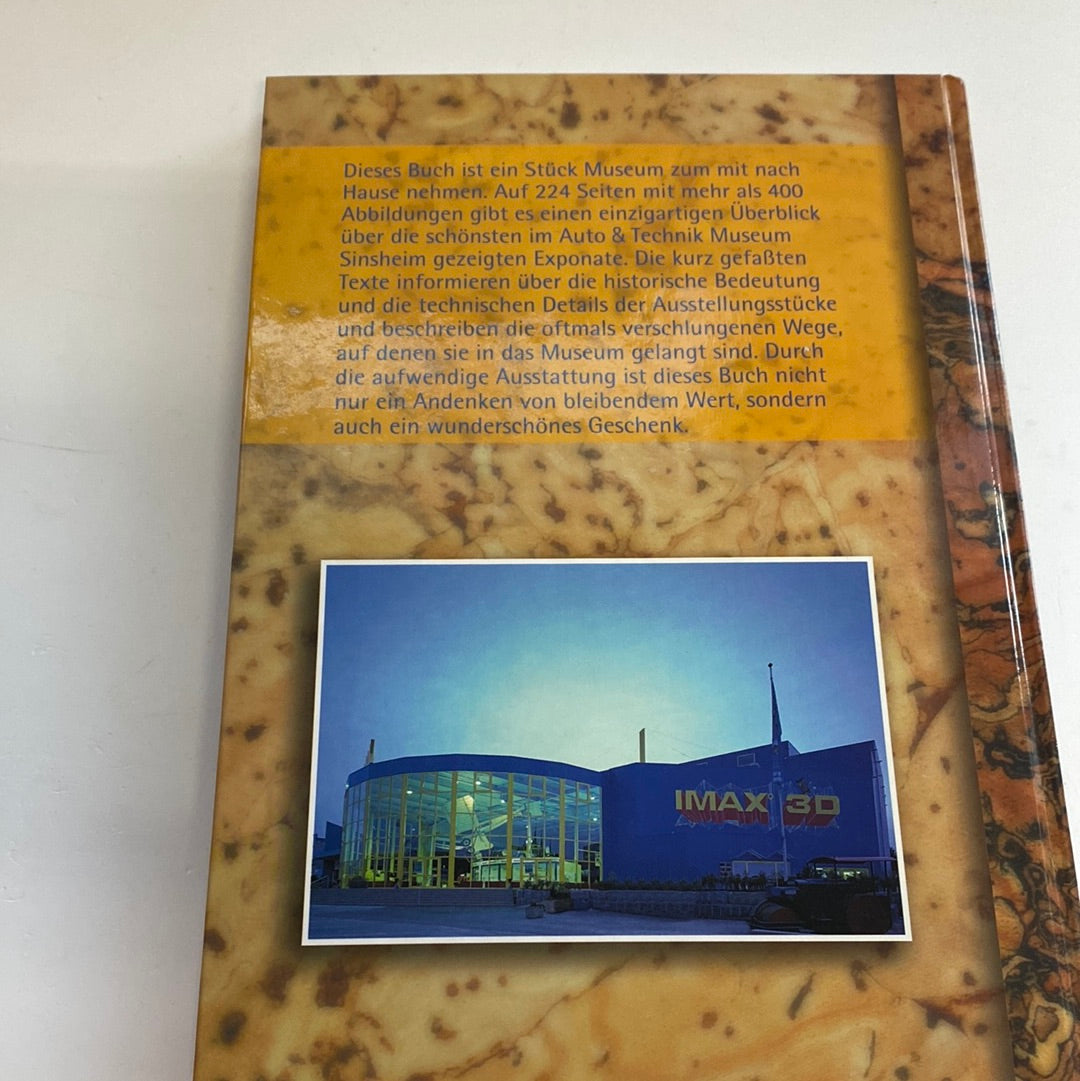 Dieses Buch ist ein Stück Museum zum mit nach
Hause nehmen. Auf 224 Seiten mit mehr als 400
Abbildungen gibt es einen einzigartigen Überblick
über die schönsten im Auto & Technik Museum
Sinsheim gezeigten Exponate. Die kurz gefaßten
Texte informieren über die historische Bedeutung
und die technischen Details der Ausstellungsstücke
und beschreiben die oftmals verschlungenen Wege,
auf denen sie in das Museum gelangt sind. Durch
die aufwendige Ausstattung ist dieses Buch nicht
nur ein Andenken von bleibendem Wert, sondern
auch ein wunderschönes Geschenk.
IMAX 3D